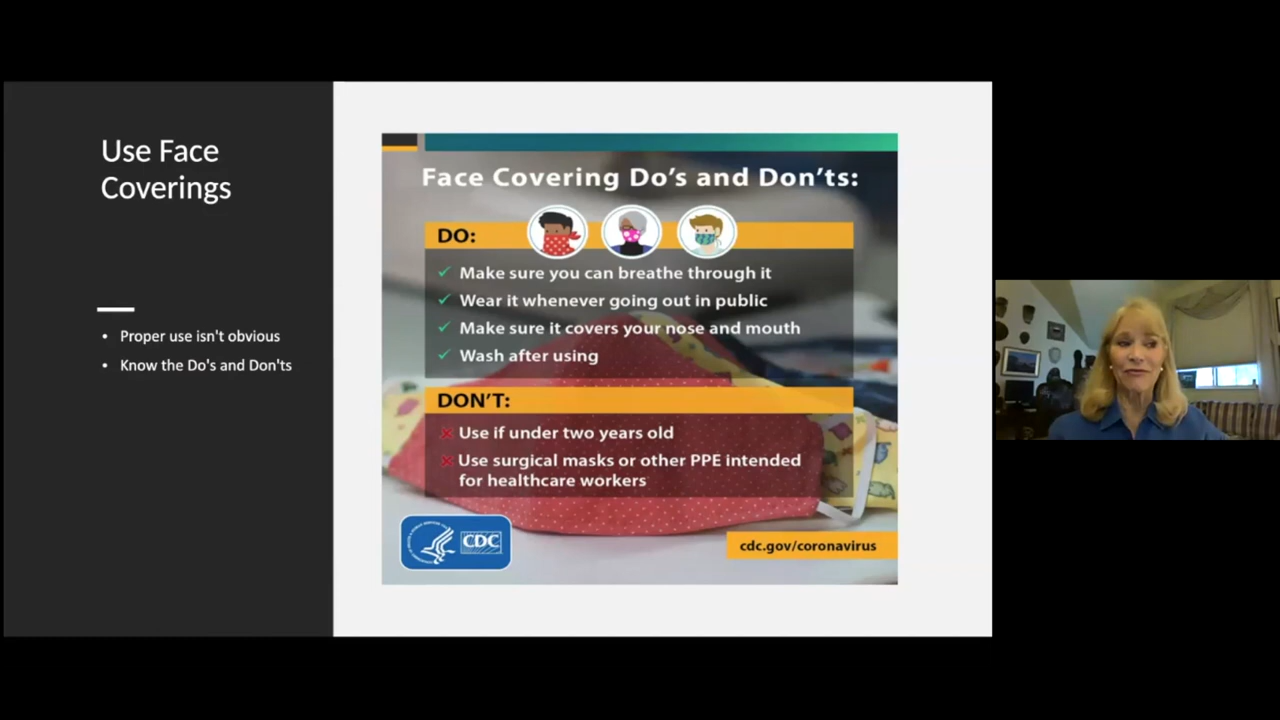 Use Face
Coverings
• Proper use isn't obvious
• Know the Do's and Don'ts
Face Covering Do's and Don'ts:
DO:
Make sure you can breathe through it
Wear it whenever going out in public
Make sure it covers your nose and mouth
Wash after using
DON'T:
Use if under two years old
Use surgical masks or other PPE intended
for healthcare workers
CDC
cdc.gov/coronavirus